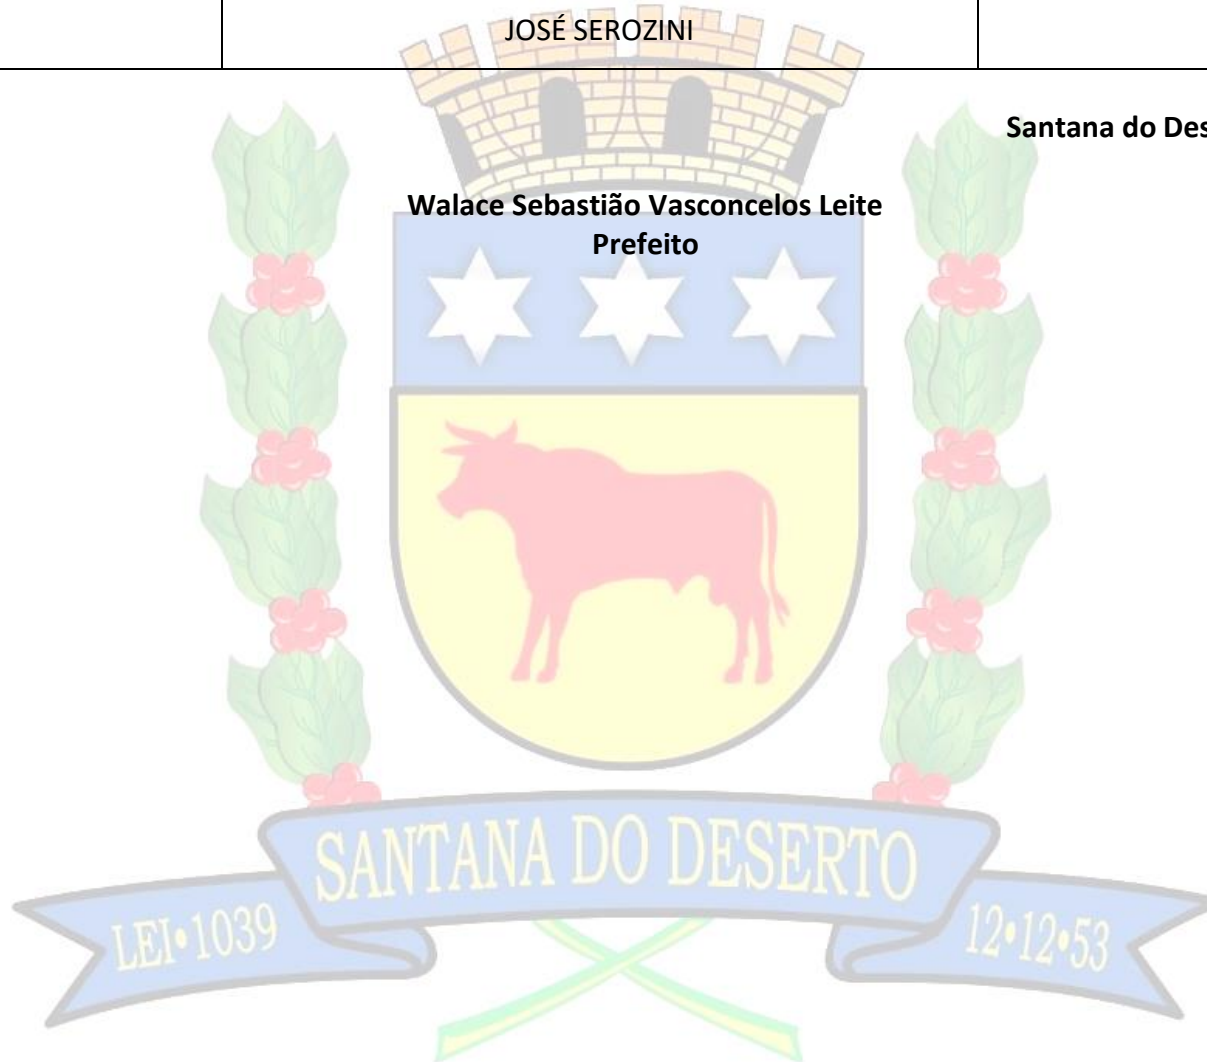 JOSÉ SEROZINI
Santana do Des
Walace Sebastião Vasconcelos Leite
Prefeito
SANTANA DO DESERTO
LEI•1039
12•12•53